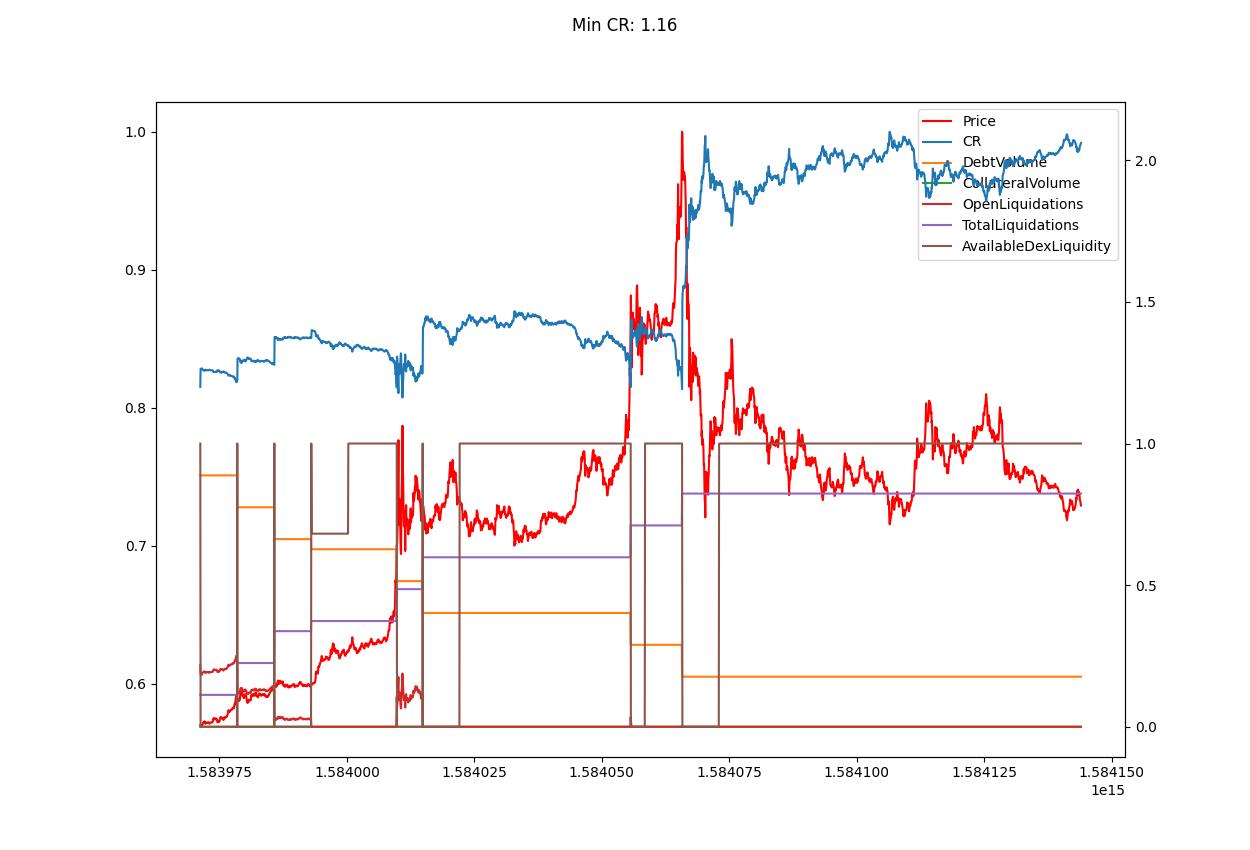 Min CR: 1.16
1.0
0.9
0.8
0.7
0.6
2.0
1.5
1.0
0.5
0.0
Price
CR
DebtVolume
CollateralVolume
OpenLiquidations
TotalLiquidations
AvailableDexLiquidity
1.583975 1.584000 1.584025 1.584050 1.584075 1.584100 1.584125 1.584150
1e15